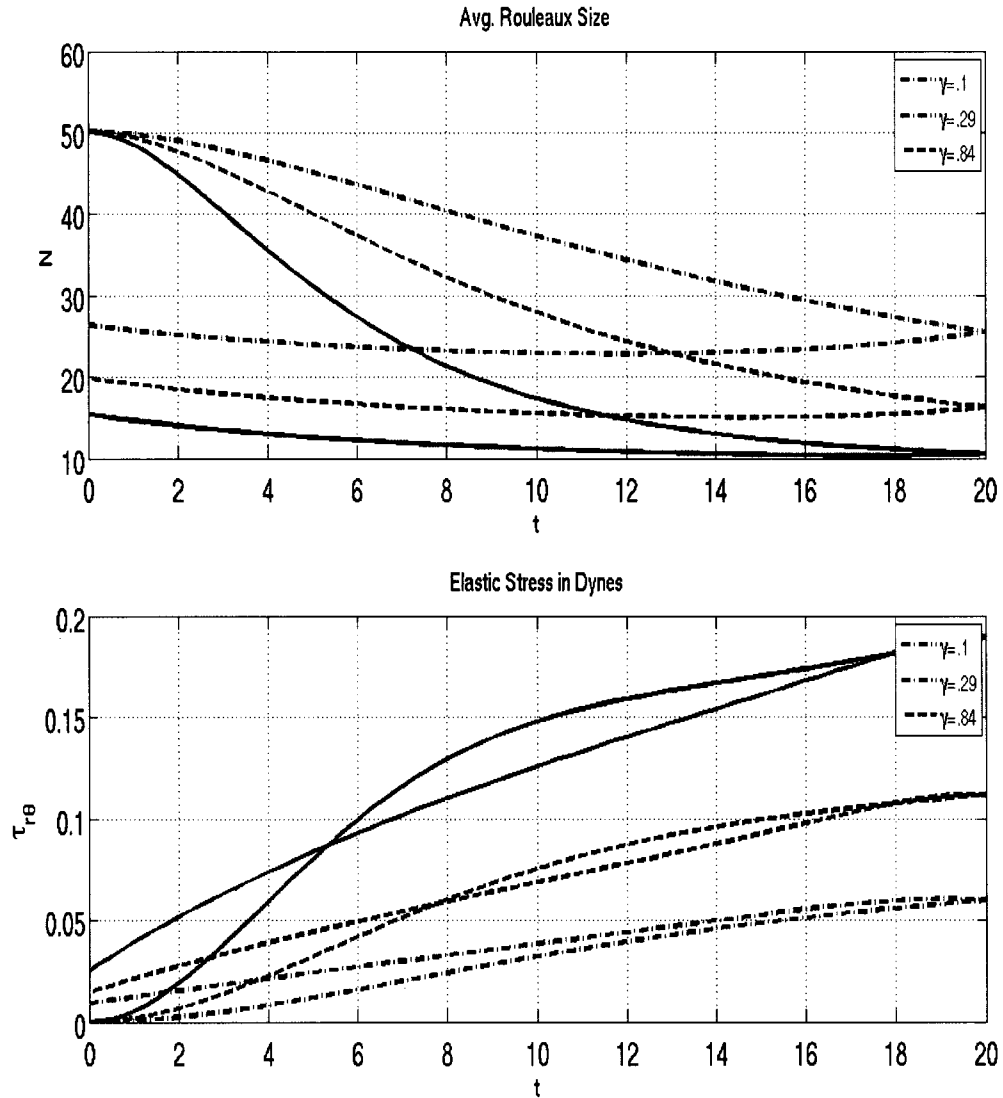 Avg. Rouleaux Size
60
50
40
30
20
10
N
γ=.1
γ=.29
γ=.84
0 2 4 6 8 10 12 14 16 18 20
t
Elastic Stress in Dynes
0.2
0.15
0.1
0.05
0
τrθ
γ=.1
γ=.29
γ=.84
0 2 4 6 8 10 12 14 16 18 20
t